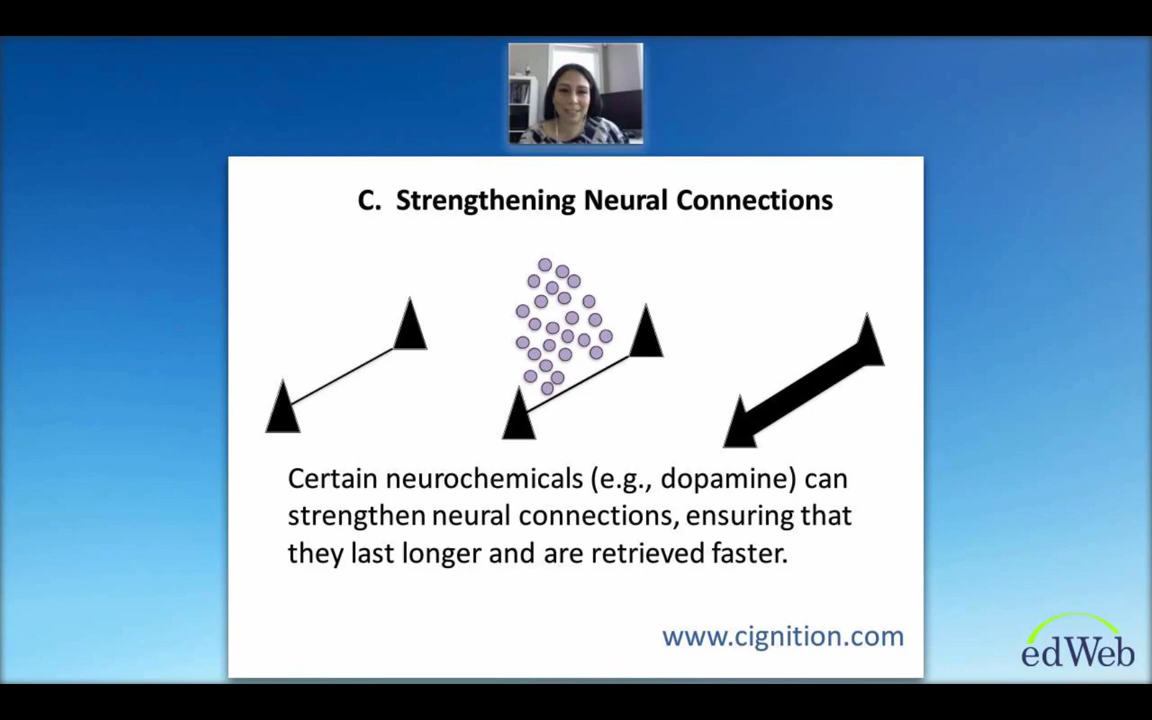 C. Strengthening Neural Connections
Certain neurochemicals (e.g., dopamine) can
strengthen neural connections, ensuring that
they last longer and are retrieved faster.
www.cignition.com
edWeb